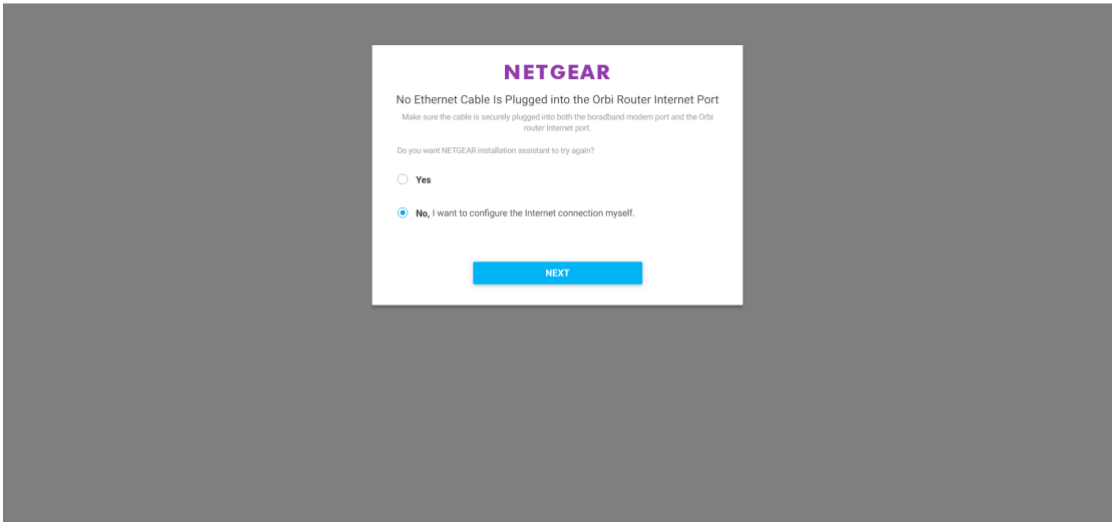 NETGEAR
No Ethernet Cable Is Plugged into the Orbi Router Internet Port
Make sure the cable is securely plugged into both the boradband modem port and the Orbi
router Internet port.
Do you want NETGEAR installation assistant to try again?
Yes
No, I want to configure the Internet connection myself.
NEXT